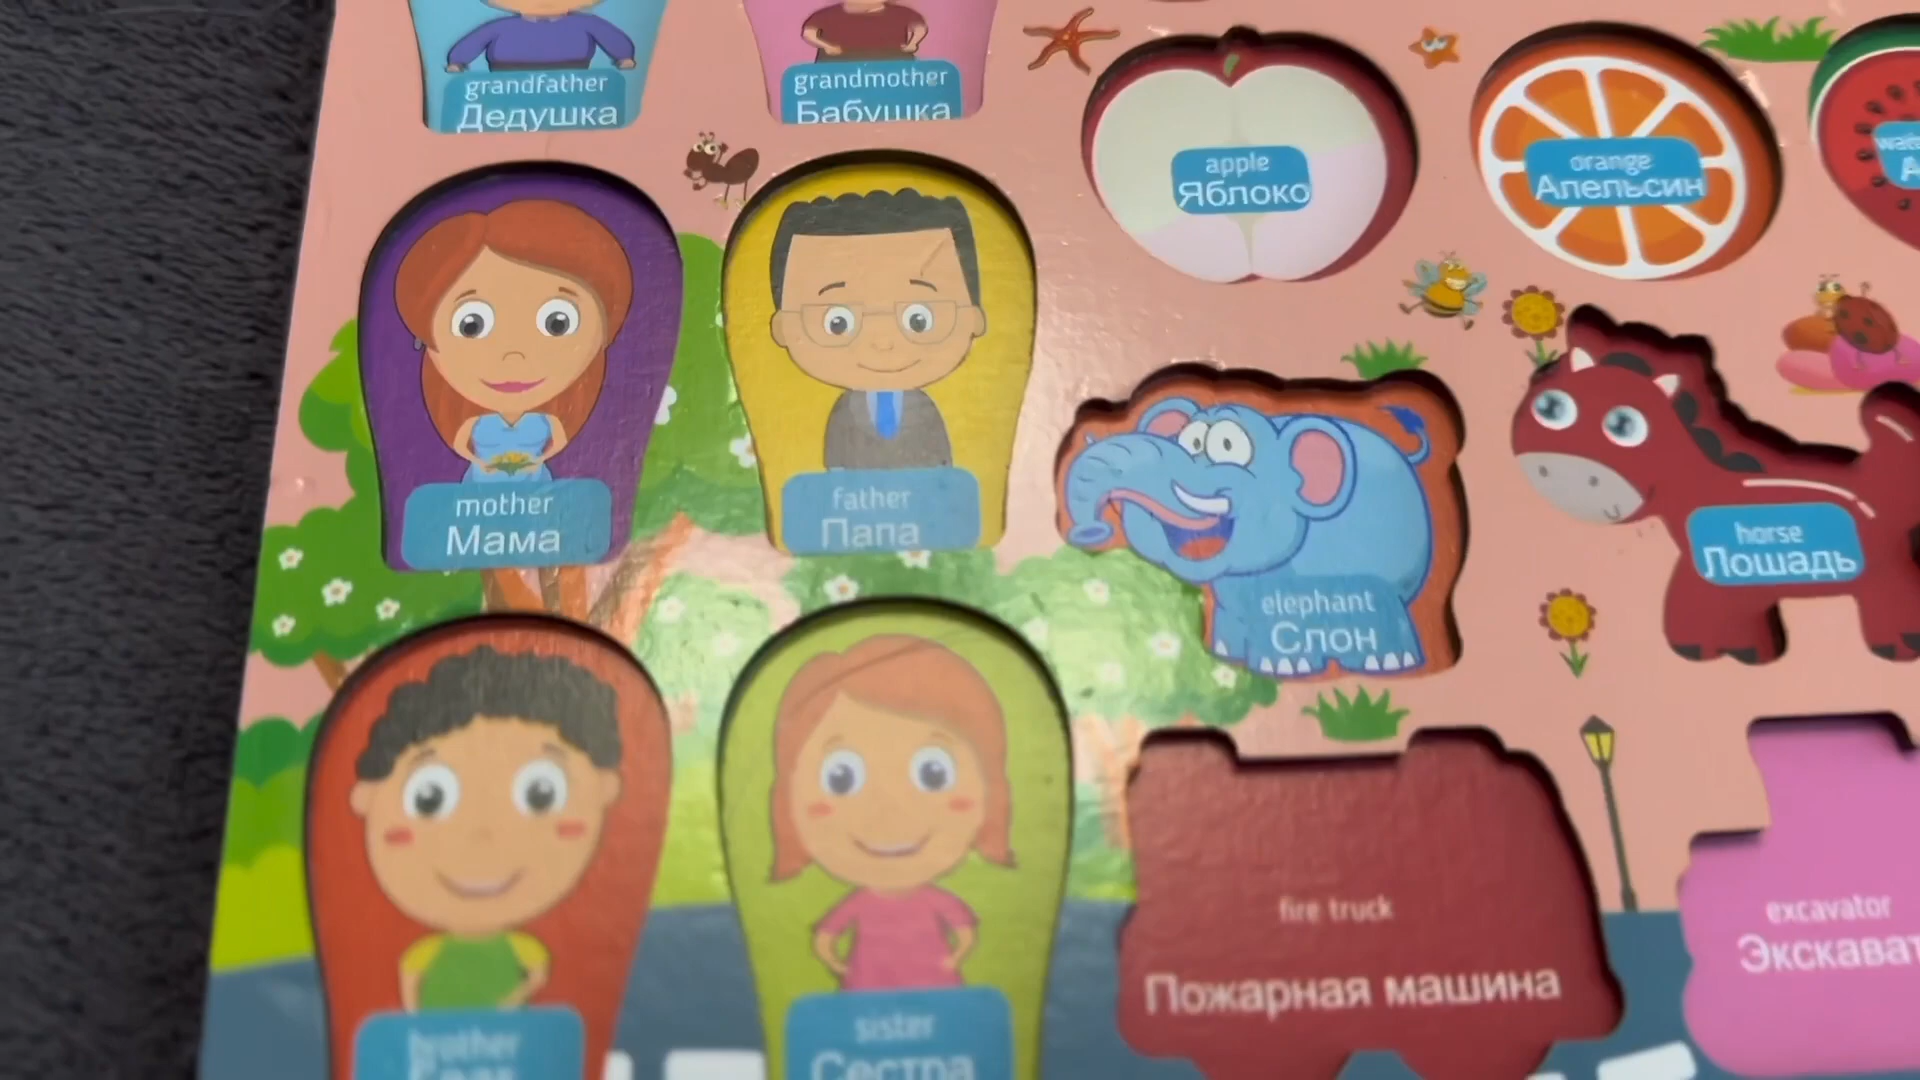 grandfather
Дедушка
grandmother
Бабушка
apple
Яблоко
orange
Апельсин
mother
Мама
father
Папа
elephant
Слон
horse
Лошадь
fire truck
Пожарная машина
excavator
brother
sister
Сестра